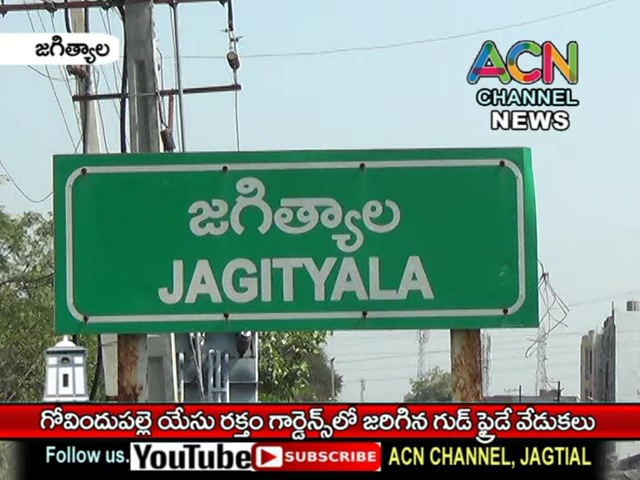 జగిత్యాల
ACN
CHANNEL
NEWS
జగిత్యాల
JAGITYALA
గోవిందుపల్లె యేసు రక్తం గార్డెన్స్‌లో జరిగిన గుడ్ ఫ్రైడే వేడుకలు
Follow us. YouTube SUBSCRIBE ACN CHANNEL, JAGTIAL